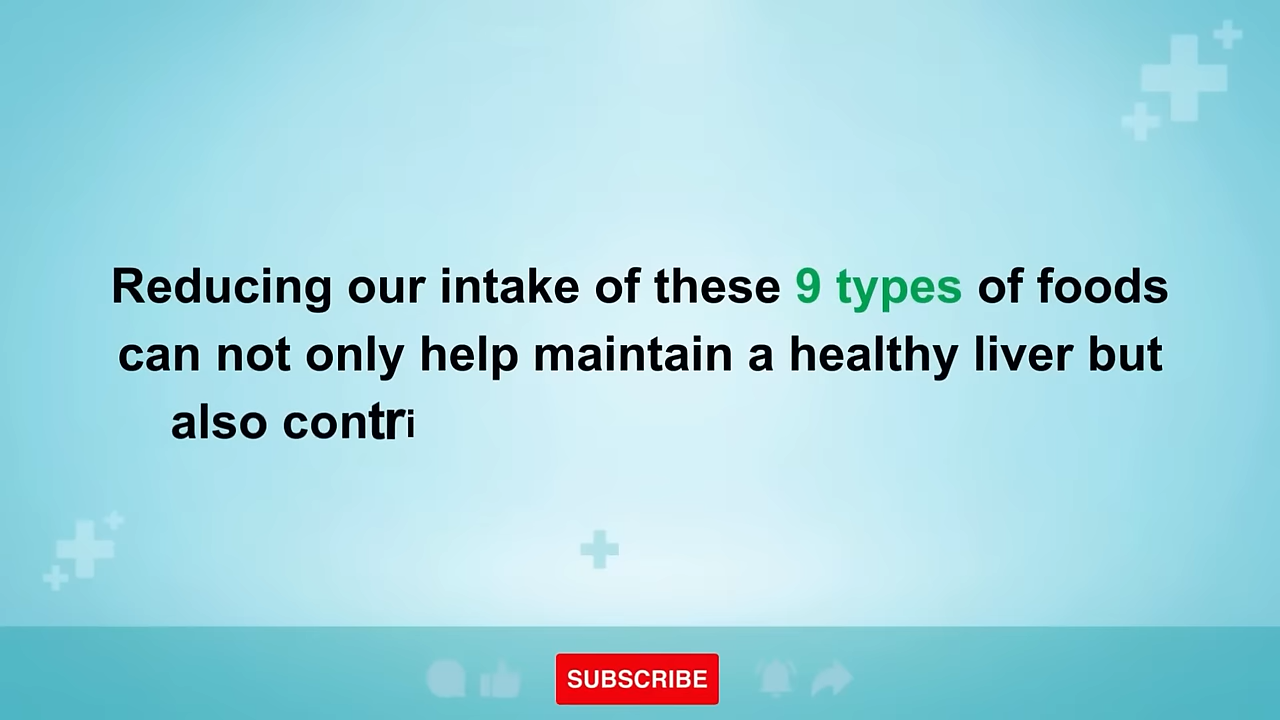 Reducing our intake of these 9 types of foods
can not only help maintain a healthy liver but
also contri
SUBSCRIBE